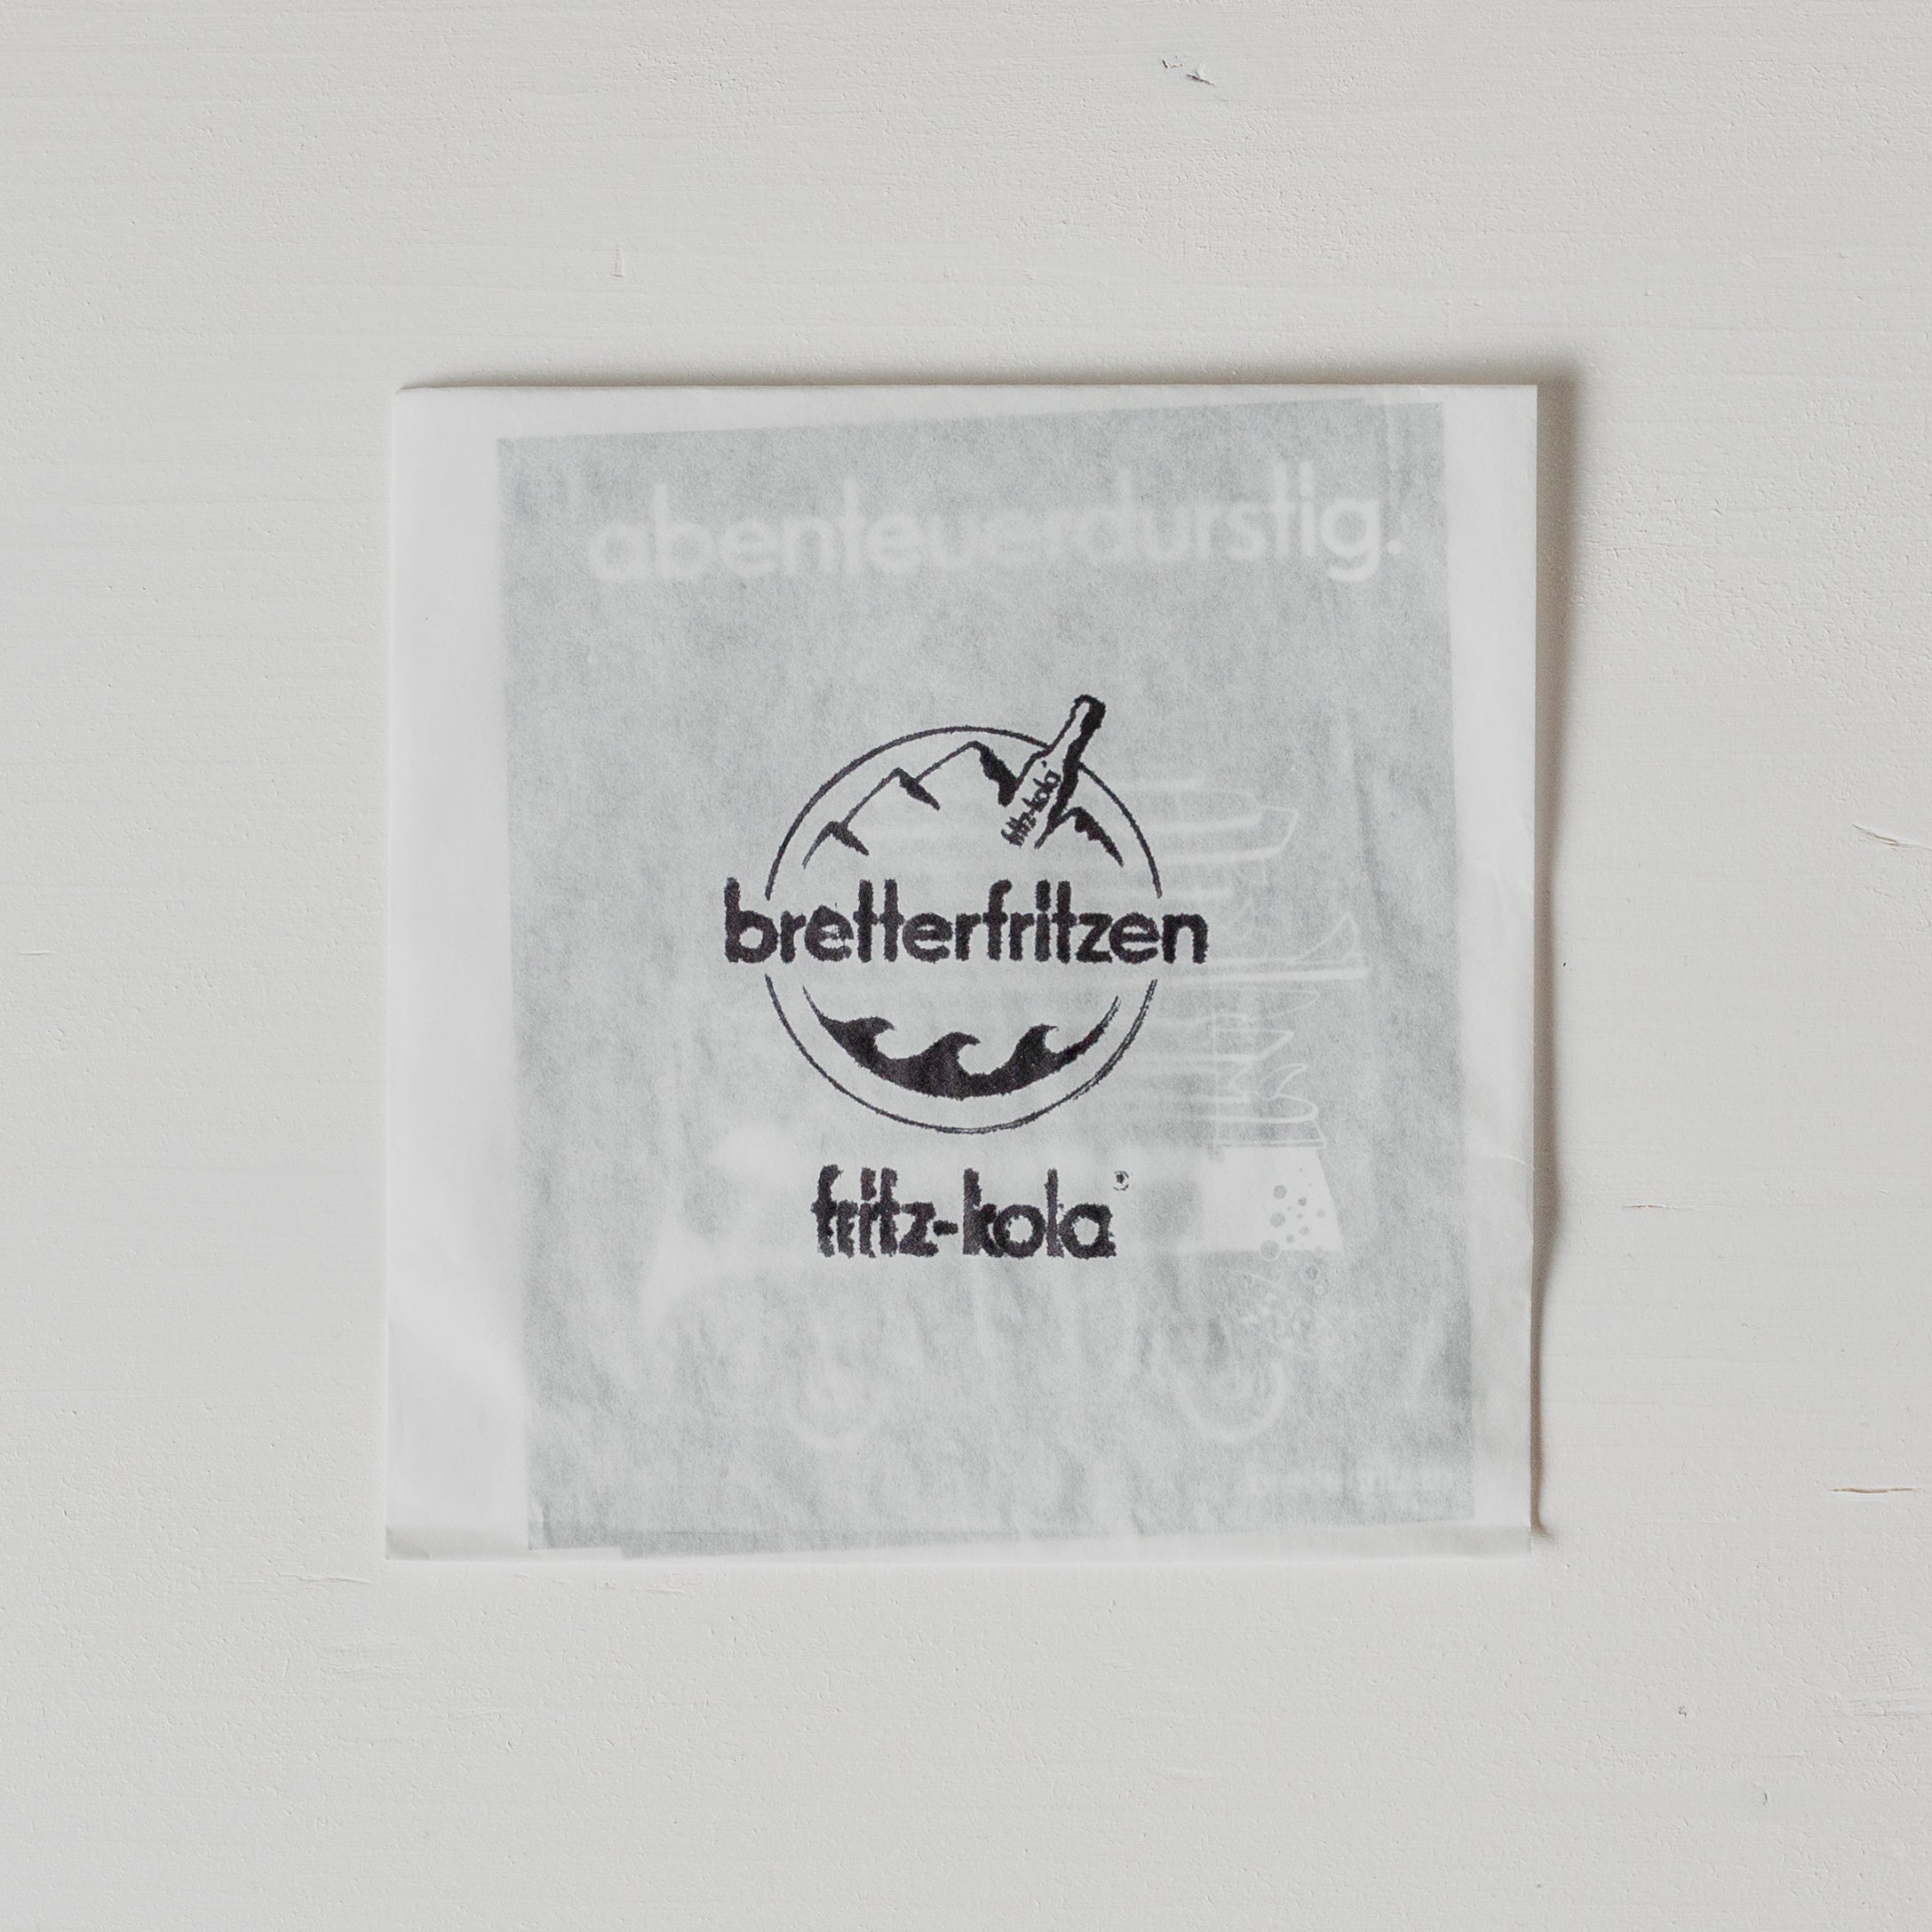 abenteuerdurstig.
fritz-kola
bretterfritzen
fritz-kola®